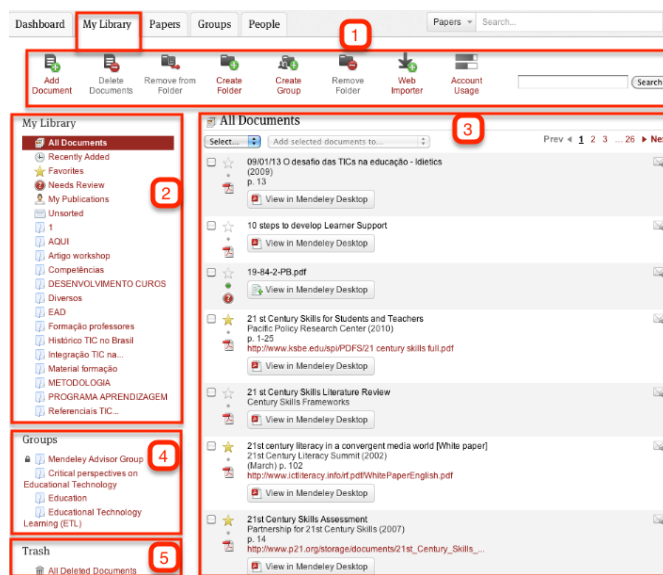 Dashboard My Library Papers Groups People Papers Search...
1
Add Document
Delete Documents
Remove from Folder
Create Folder
Create Group
Remove Folder
Web Importer
Account Usage
Search
My Library
2
All Documents
Recently Added
Favorites
Needs Review
My Publications
Unsorted
1
AQUI
Artigo workshop
Competências
DESENVOLVIMENTO CUROS
Diversos
EAD
Formação professores
Histórico TIC no Brasil
Integração TIC na...
Material formação
METODOLOGIA
PROGRAMA APRENDIZAGEM
Referenciais TIC...
Groups
4
Mendeley Advisor Group
Critical perspectives on
Educational Technology
Education
Educational Technology
Learning (ETL)
Trash
5
All Deleted Documents
All Documents
3
Select... Add selected documents to... Prev 1 2 3 ...26 Ne
09/01/13 O desafio das TICs na educação - Idietics
(2009)
p. 13
View in Mendeley Desktop
10 steps to develop Learner Support
View in Mendeley Desktop
19-84-2-PB.pdf
View in Mendeley Desktop
21 st Century Skills for Students and Teachers
Pacific Policy Research Center (2010)
p. 1-25
http://www.ksbe.edu/spi/PDFS/21 century skills full.pdf
View in Mendeley Desktop
21 st Century Skills Literature Review
Century Skills Frameworks
View in Mendeley Desktop
21st century literacy in a convergent media world [White paper]
21st Century Literacy Summit (2002)
(March) p. 102
http://www.ictliteracy.info/rf.pdf/WhitePaperEnglish.pdf
View in Mendeley Desktop
21st Century Skills Assessment
Partnership for 21st Century Skills (2007)
p. 14
http://www.p21.org/storage/documents/21st_Century_Skills_...
View in Mendeley Desktop